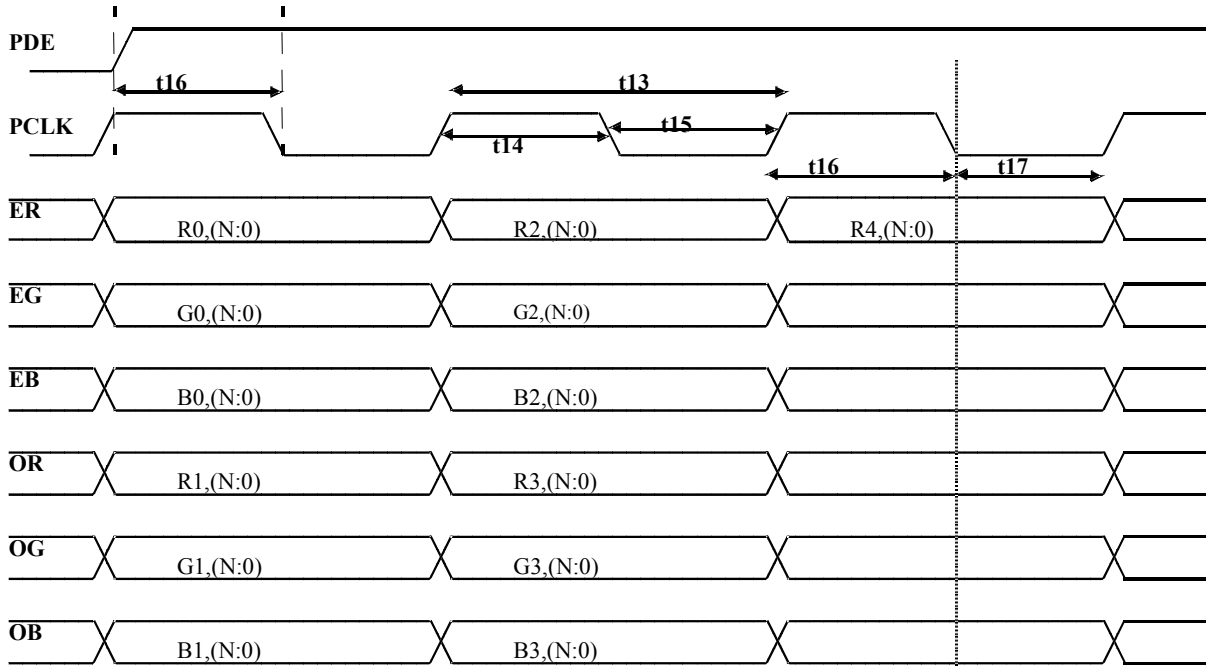 PDE
t16
t13
PCLK
t14
t15
t16
t17
ER
R0,(N:0)
R2,(N:0)
R4,(N:0)
EG
G0,(N:0)
G2,(N:0)
EB
B0,(N:0)
B2,(N:0)
OR
R1,(N:0)
R3,(N:0)
OG
G1,(N:0)
G3,(N:0)
OB
B1,(N:0)
B3,(N:0)